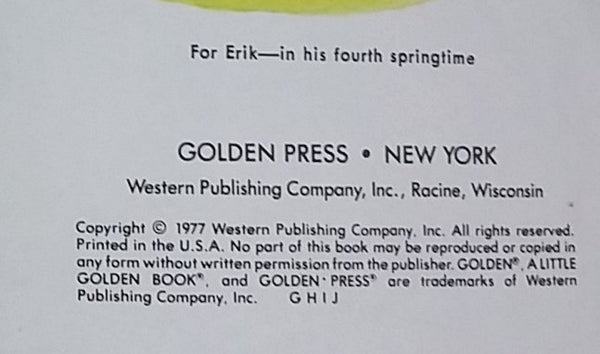 For Erik—in his fourth springtime
GOLDEN PRESS • NEW YORK
Western Publishing Company, Inc., Racine, Wisconsin
Copyright © 1977 Western Publishing Company, Inc. All rights reserved.
Printed in the U.S.A. No part of this book may be reproduced or copied in
any form without written permission from the publisher. GOLDEN®, A LITTLE
GOLDEN BOOK®, and GOLDEN PRESS® are trademarks of Western
Publishing Company, Inc. G H I J